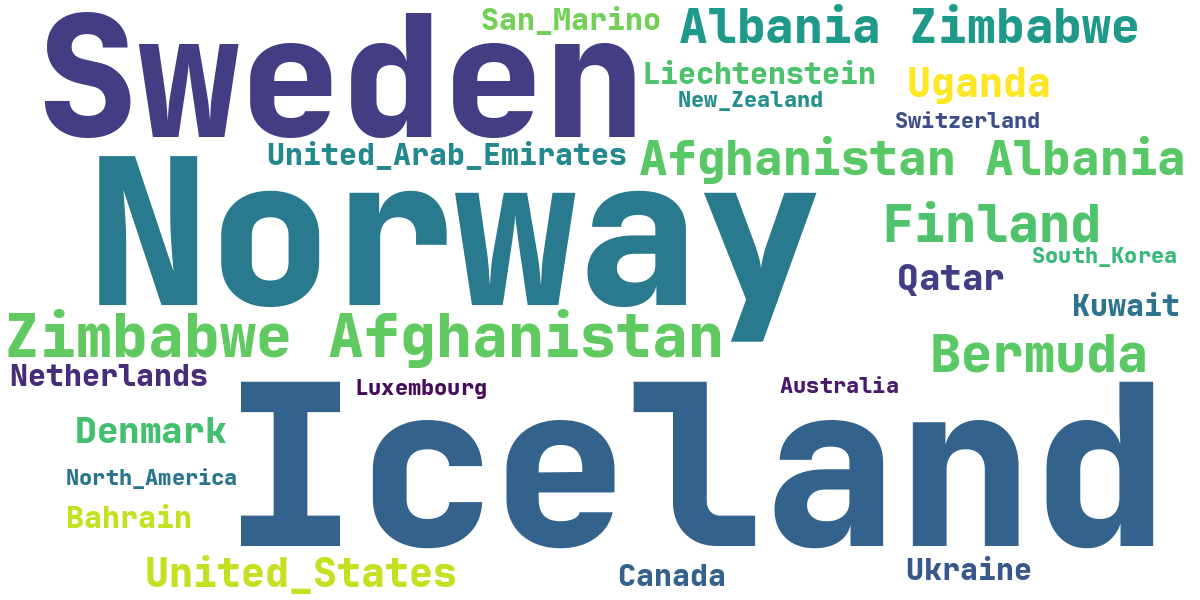 Sweden
San_Marino
Albania Zimbabwe
Liechtenstein
Uganda
New_Zealand
Switzerland
United_Arab_Emirates
Afghanistan Albania
Norway
Finland
South_Korea
Qatar
Kuwait
Zimbabwe Afghanistan
Bermuda
Netherlands
Luxembourg
Australia
Iceland
Denmark
North_America
Bahrain
United_States
Canada
Ukraine